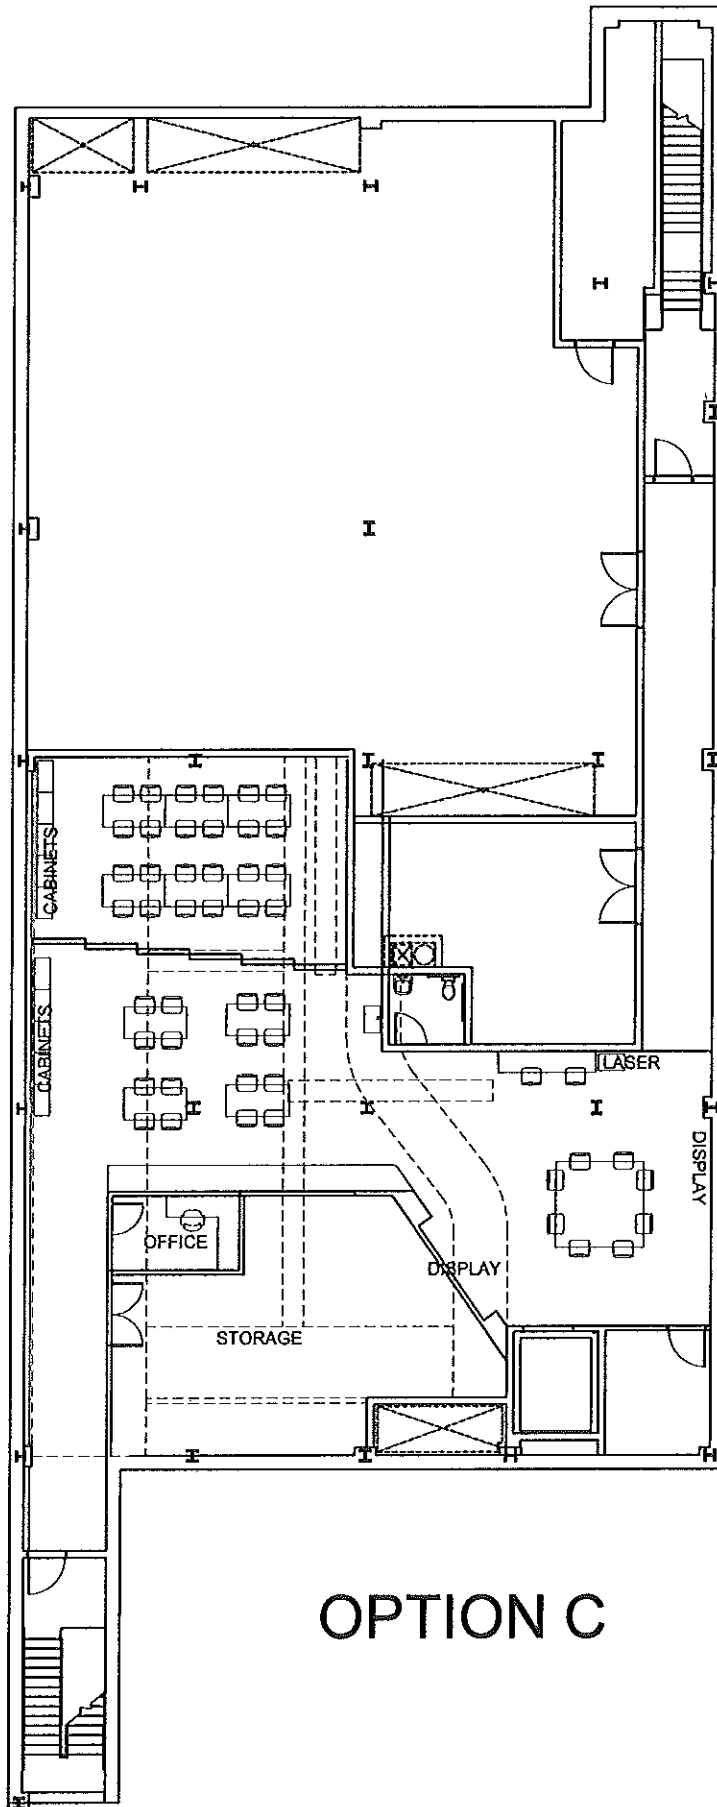 CABINETS
CABINETS
LASER
DISPLAY
OFFICE
DISPLAY
STORAGE
OPTION C